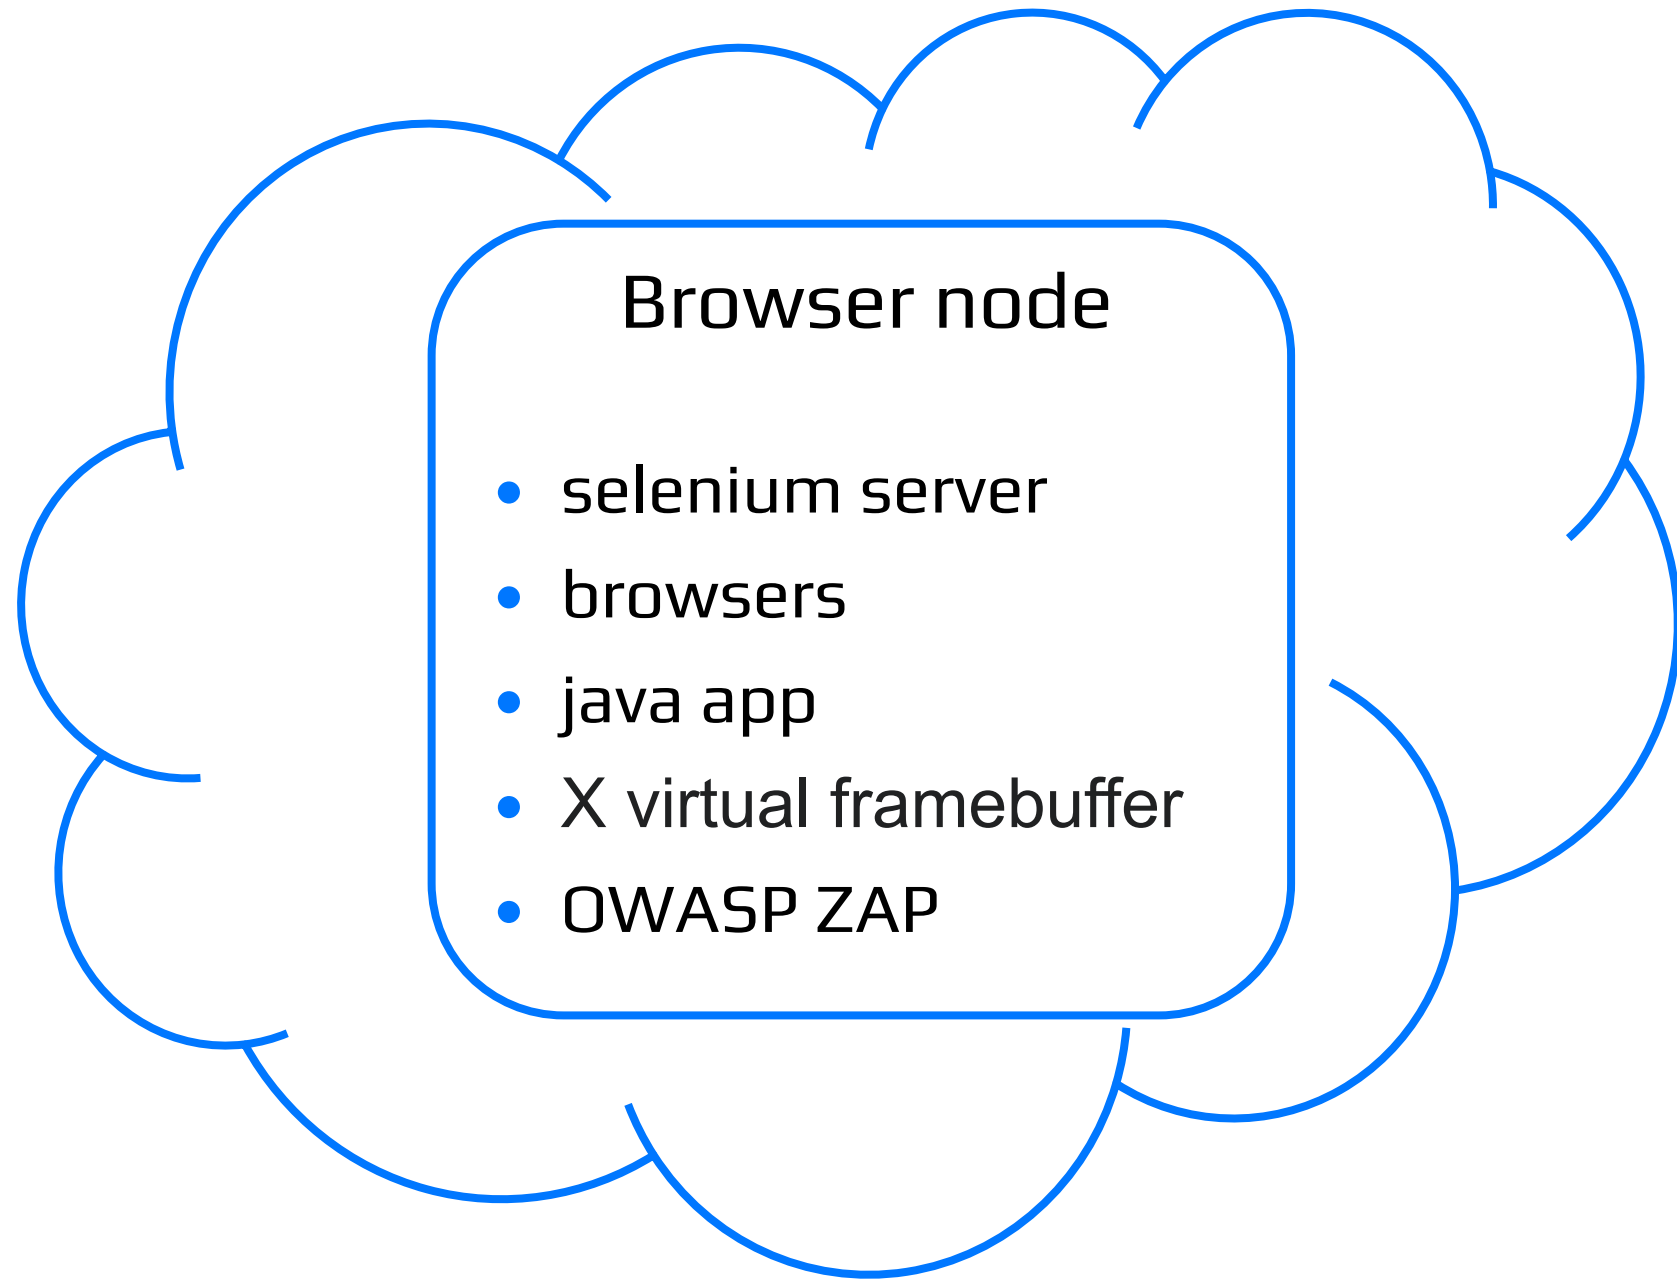 Browser node
• selenium server
• browsers
• java app
• X virtual framebuffer
• OWASP ZAP